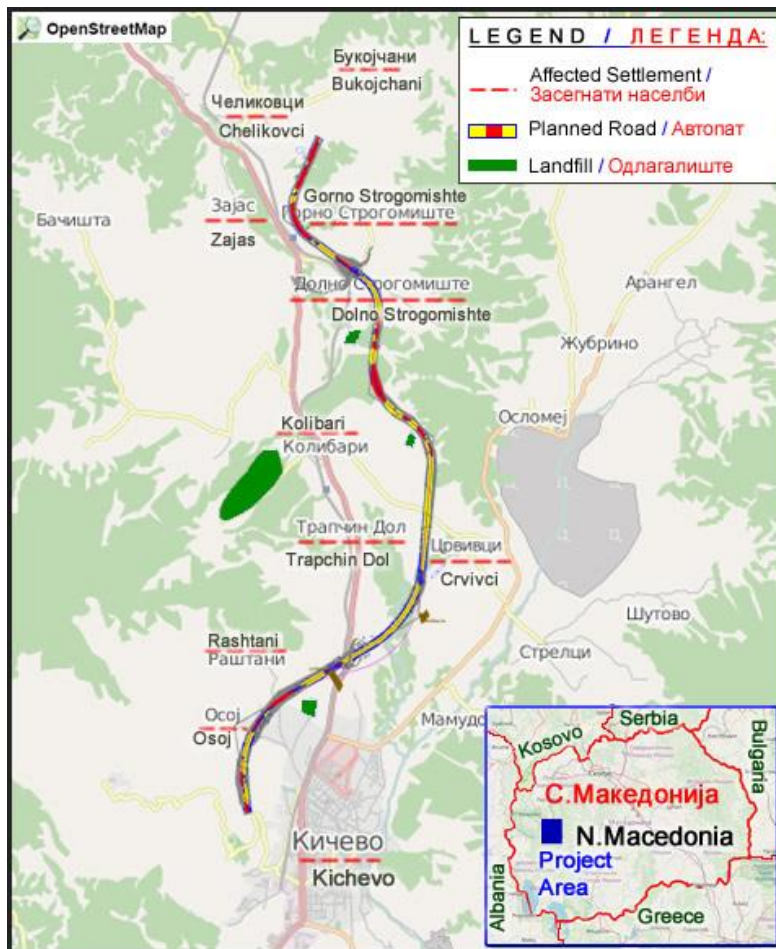 OpenStreetMap
LEGEND / ЛЕГЕНДА:
Affected Settlement /
Засегнати населби
Planned Road / Автопат
Landfill / Одлагалиште
Букојчани
Bukojchani
Челиковци
Chelikovci
Gorno Strogomishte
Горно Строгомиште
Зајас
Zajas
Бачишта
Долно Строгомиште
Dolno Strogomishte
Арангел
Жубрино
Осломеј
Kolibari
Колибари
Трапчин Дол
Trapchin Dol
Црвивци
Crvivci
Шутово
Стрелци
Rashtani
Раштани
Осој
Osoj
Мамудо
Кичево
Kichevo
Kosovo
Serbia
Bulgaria
С.Македонија
N.Macedonia
Project
Area
Albania
Greece